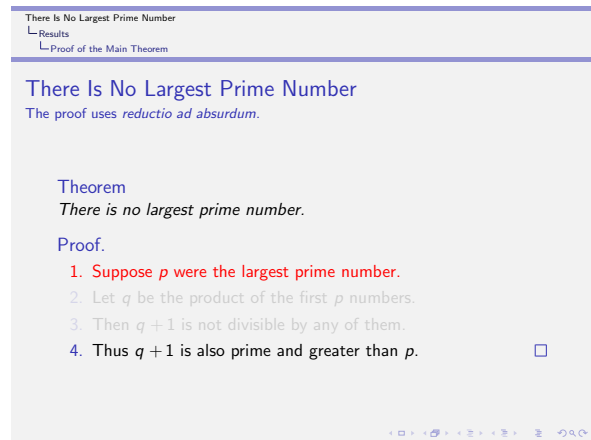 There Is No Largest Prime Number
Results
Proof of the Main Theorem
There Is No Largest Prime Number
The proof uses reductio ad absurdum.
Theorem
There is no largest prime number.
Proof.
1. Suppose p were the largest prime number.
2. Let q be the product of the first p numbers.
3. Then q + 1 is not divisible by any of them.
4. Thus q + 1 is also prime and greater than p.